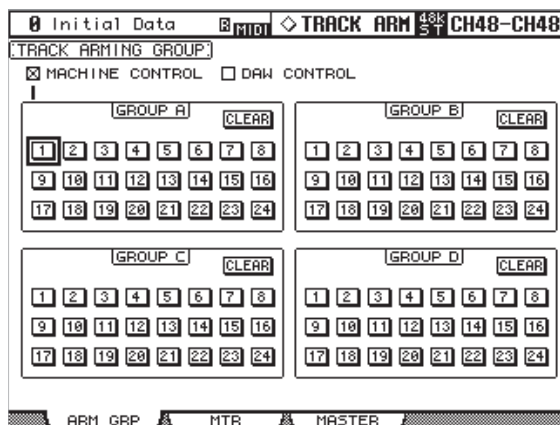 0 Initial Data B MIDI ◇TRACK ARM 48K ST CH48-CH48
TRACK ARMING GROUP
MACHINE CONTROL DAW CONTROL
GROUP A CLEAR
1 2 3 4 5 6 7 8
9 10 11 12 13 14 15 16
17 18 19 20 21 22 23 24
GROUP B CLEAR
1 2 3 4 5 6 7 8
9 10 11 12 13 14 15 16
17 18 19 20 21 22 23 24
GROUP C CLEAR
1 2 3 4 5 6 7 8
9 10 11 12 13 14 15 16
17 18 19 20 21 22 23 24
GROUP D CLEAR
1 2 3 4 5 6 7 8
9 10 11 12 13 14 15 16
17 18 19 20 21 22 23 24
ARM GRP MTR MASTER